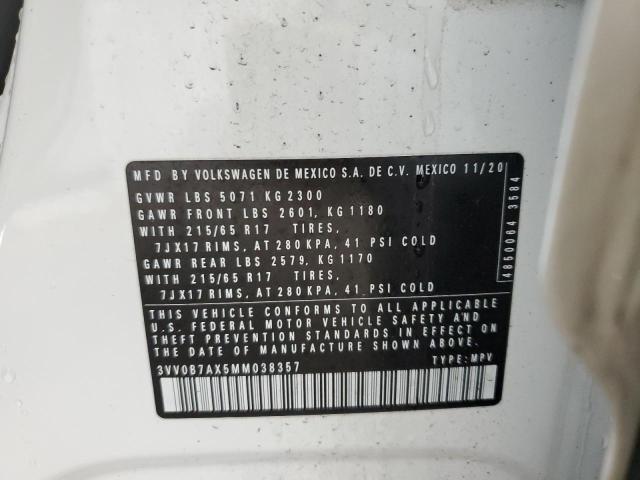 MFD BY VOLKSWAGEN DE MEXICO S.A. DE C.V. MEXICO 11/20
GVWR LBS 5071 KG 2300
GAWR FRONT LBS 2601, KG 1180
WITH 215/65 R17 TIRES,
7JX17 RIMS, AT 280 KPA, 41 PSI COLD
GAWR REAR LBS 2579, KG 1170
WITH 215/65 R17 TIRES,
7JX17 RIMS, AT 280 KPA, 41 PSI COLD
THIS VEHICLE CONFORMS TO ALL APPLICABLE
U.S. FEDERAL MOTOR VEHICLE SAFETY AND
THEFT PREVENTION STANDARDS IN EFFECT ON
THE DATE OF MANUFACTURE SHOWN ABOVE.
3VV0B7AX5MM038357 TYPE: MPV
4850064 3584